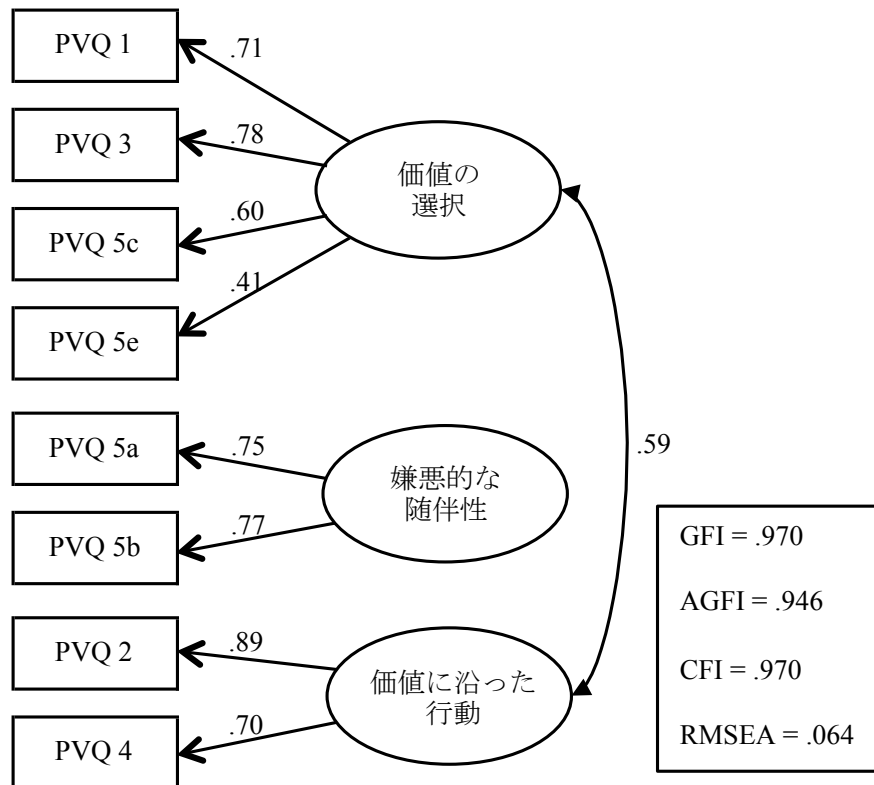 PVQ 1
.71
PVQ 3
.78
価値の
選択
PVQ 5c
.60
PVQ 5e
.41
PVQ 5a
.75
嫌悪的な
随伴性
PVQ 5b
.77
.59
PVQ 2
.89
価値に沿った
行動
PVQ 4
.70
GFI = .970
AGFI = .946
CFI = .970
RMSEA = .064